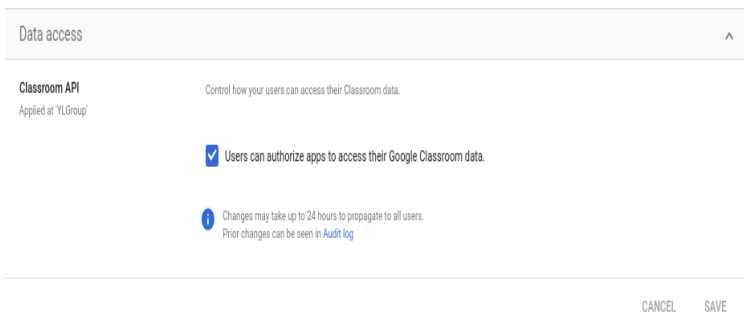 Data access
Classroom API
Applied at 'YLGroup'
Control how your users can access their Classroom data.
Users can authorize apps to access their Google Classroom data.
Changes may take up to 24 hours to propagate to all users.
Prior changes can be seen in Audit log
CANCEL SAVE